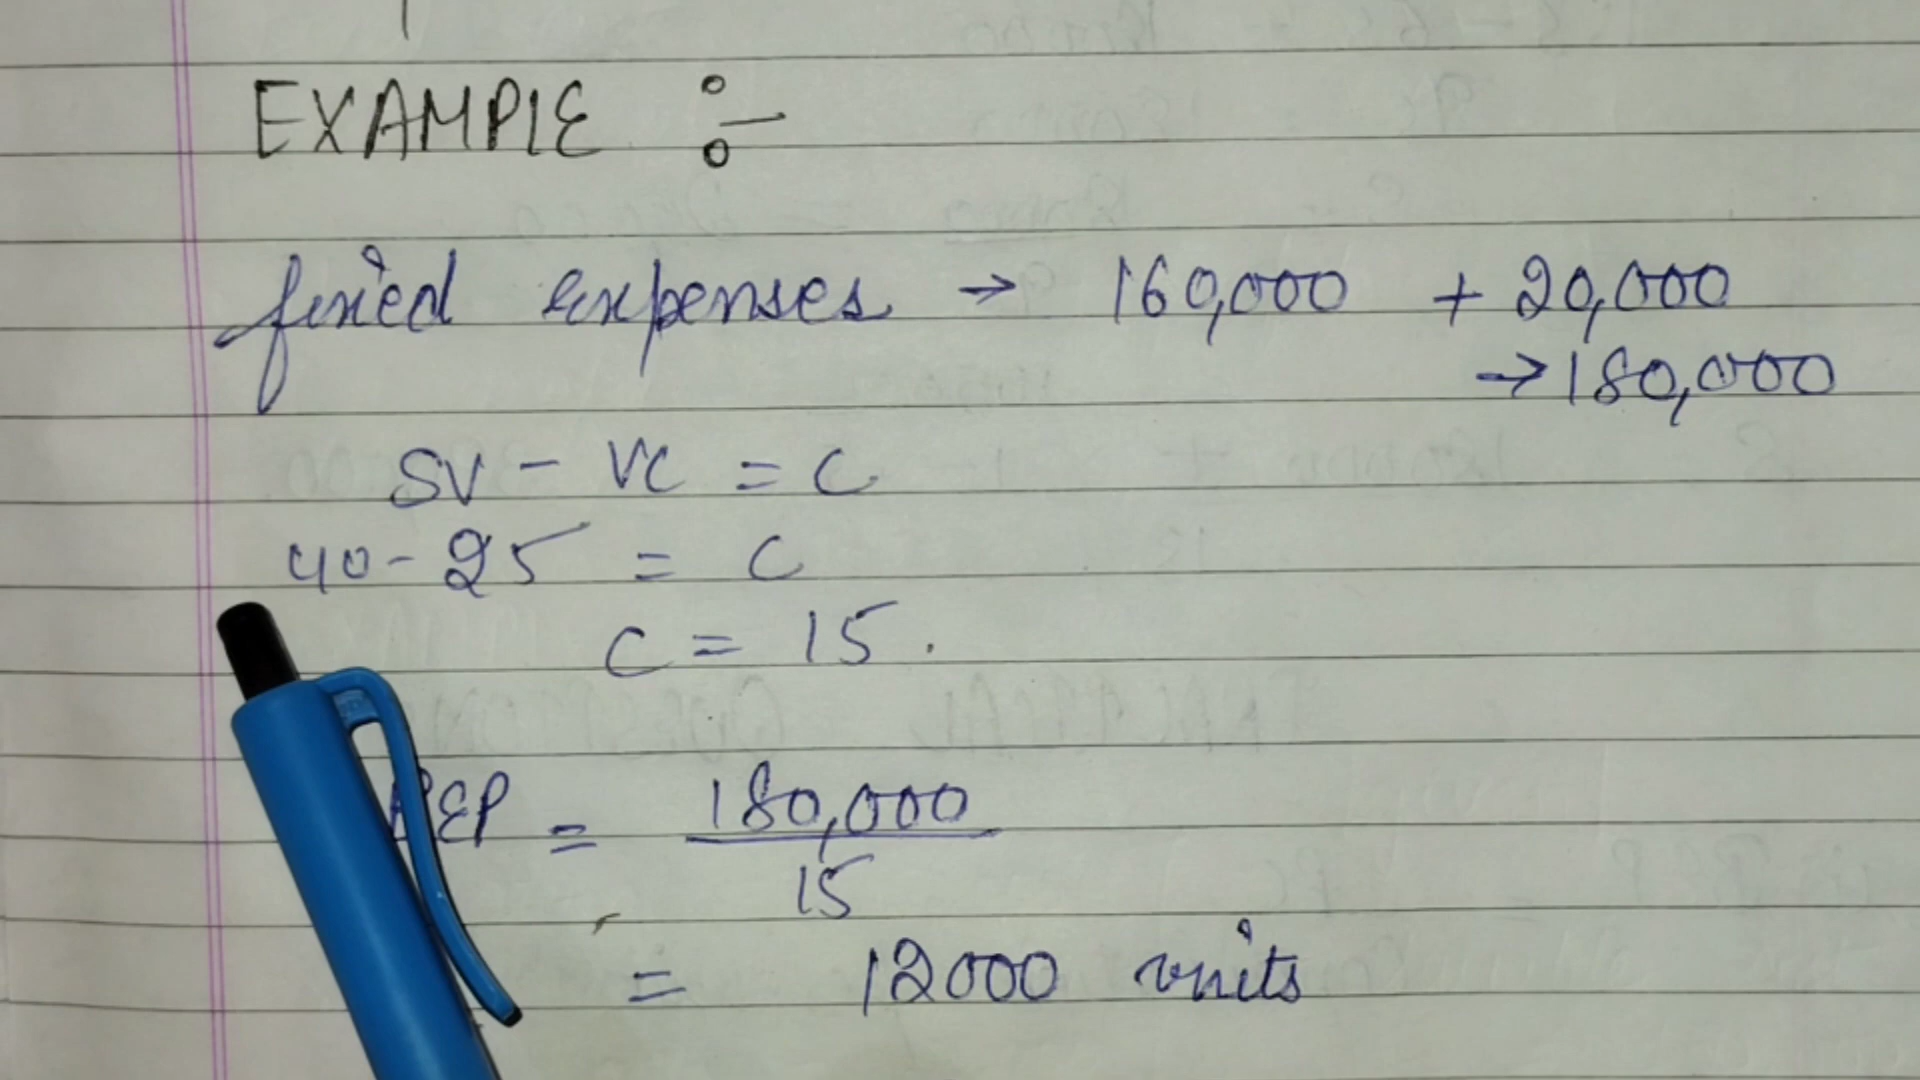 EXAMPLE :-
fixed expenses → 160,000 + 20,000
→ 180,000
SV - VC = C
40 - 25 = C
C = 15.
BEP = 180,000
15
= 12000 units